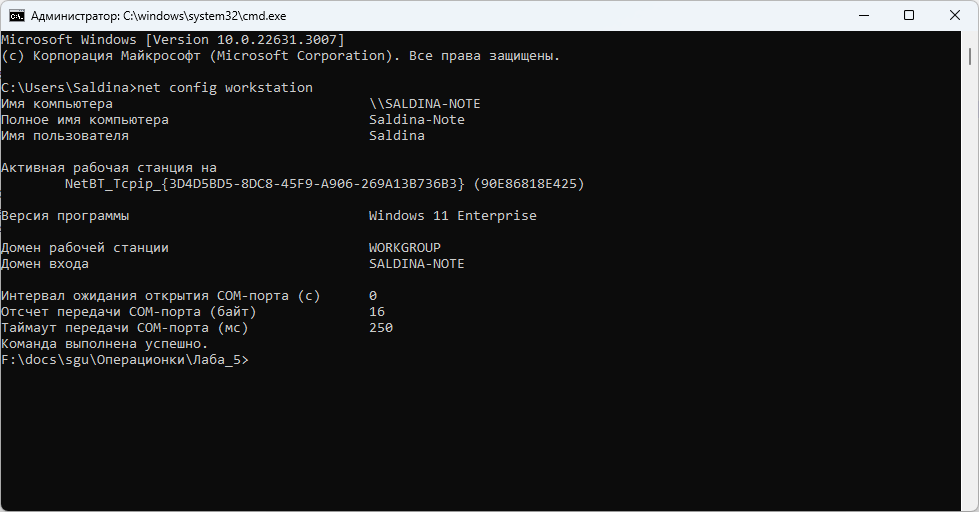 Администратор: C:\windows\system32\cmd.exe
Microsoft Windows [Version 10.0.22631.3007]
(c) Корпорация Майкрософт (Microsoft Corporation). Все права защищены.
C:\Users\Saldina>net config workstation
Имя компьютера \\SALDINA-NOTE
Полное имя компьютера Saldina-Note
Имя пользователя Saldina
Активная рабочая станция на
NetBT_Tcpip_{3D4D5BD5-8DC8-45F9-A906-269A13B736B3} (90E86818E425)
Версия программы Windows 11 Enterprise
Домен рабочей станции WORKGROUP
Домен входа SALDINA-NOTE
Интервал ожидания открытия COM-порта (с) 0
Отсчет передачи COM-порта (байт) 16
Таймаут передачи COM-порта (мс) 250
Команда выполнена успешно.
F:\docs\sgu\Операционки\Лаба_5>